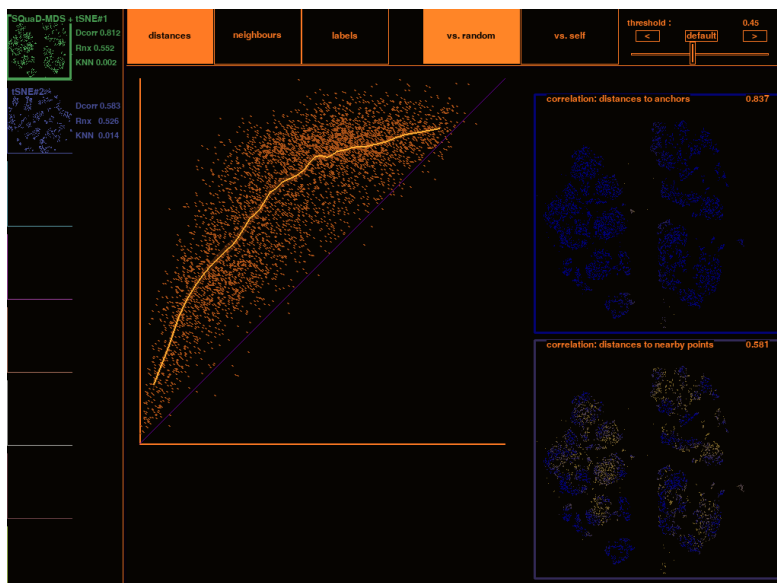 SQuaD-MDS + tSNE#1
Dcorr 0.812
Rnx 0.552
KNN 0.002
tSNE#2
Dcorr 0.583
Rnx 0.526
KNN 0.014
distances
neighbours
labels
vs. random
vs. self
threshold : 0.45
< default >
correlation: distances to anchors 0.837
correlation: distances to nearby points 0.581